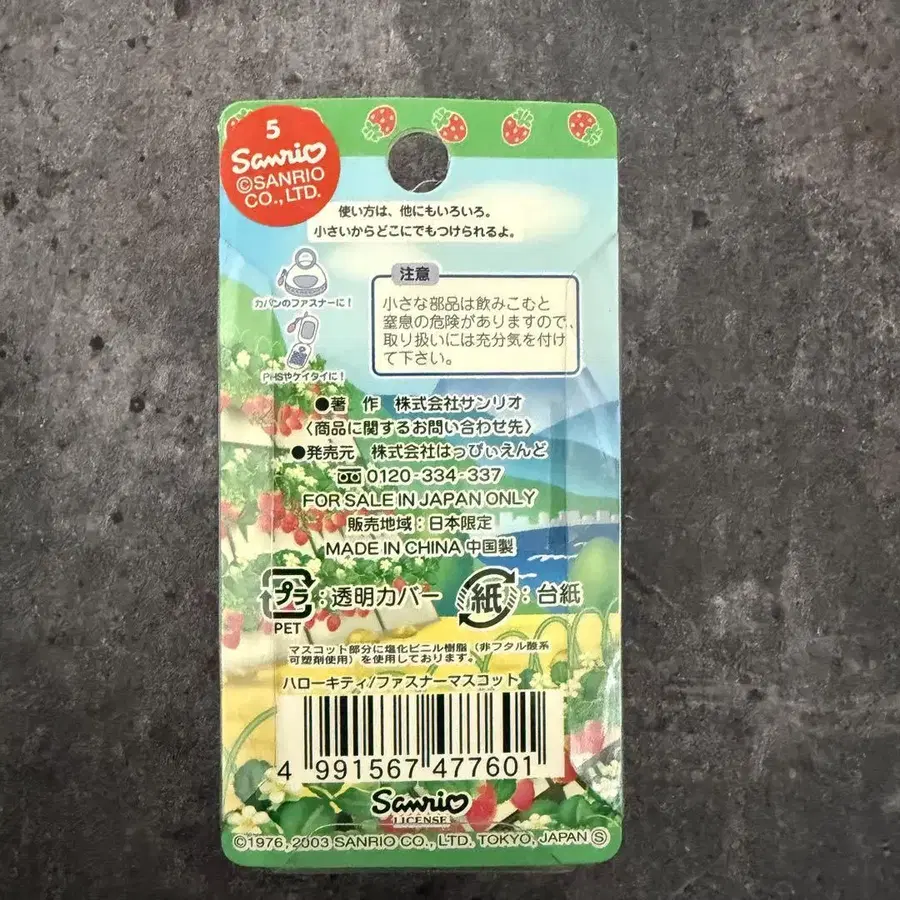 5
Sanrio
©SANRIO
CO., LTD.
使い方は、他にもいろいろ。
小さいからどこにでもつけられるよ。
カバンのファスナーに!
PHSやケイタイに!
注意
小さな部品は飲みこむと
窒息の危険がありますので、
取り扱いには充分気を付け
て下さい。
●著 作 株式会社サンリオ
〈商品に関するお問い合わせ先〉
●発売元 株式会社はっぴぃえんど
0120-334-337
FOR SALE IN JAPAN ONLY
販売地域:日本限定
MADE IN CHINA 中国製
プラ:透明カバー 紙:台紙
PET
マスコット部分に塩化ビニル樹脂(非フタル酸系
可塑剤使用)を使用しております。
ハローキティ/ファスナーマスコット
4 991567 477601
Sanrio
LICENSE
©1976, 2003 SANRIO CO., LTD. TOKYO, JAPAN Ⓢ